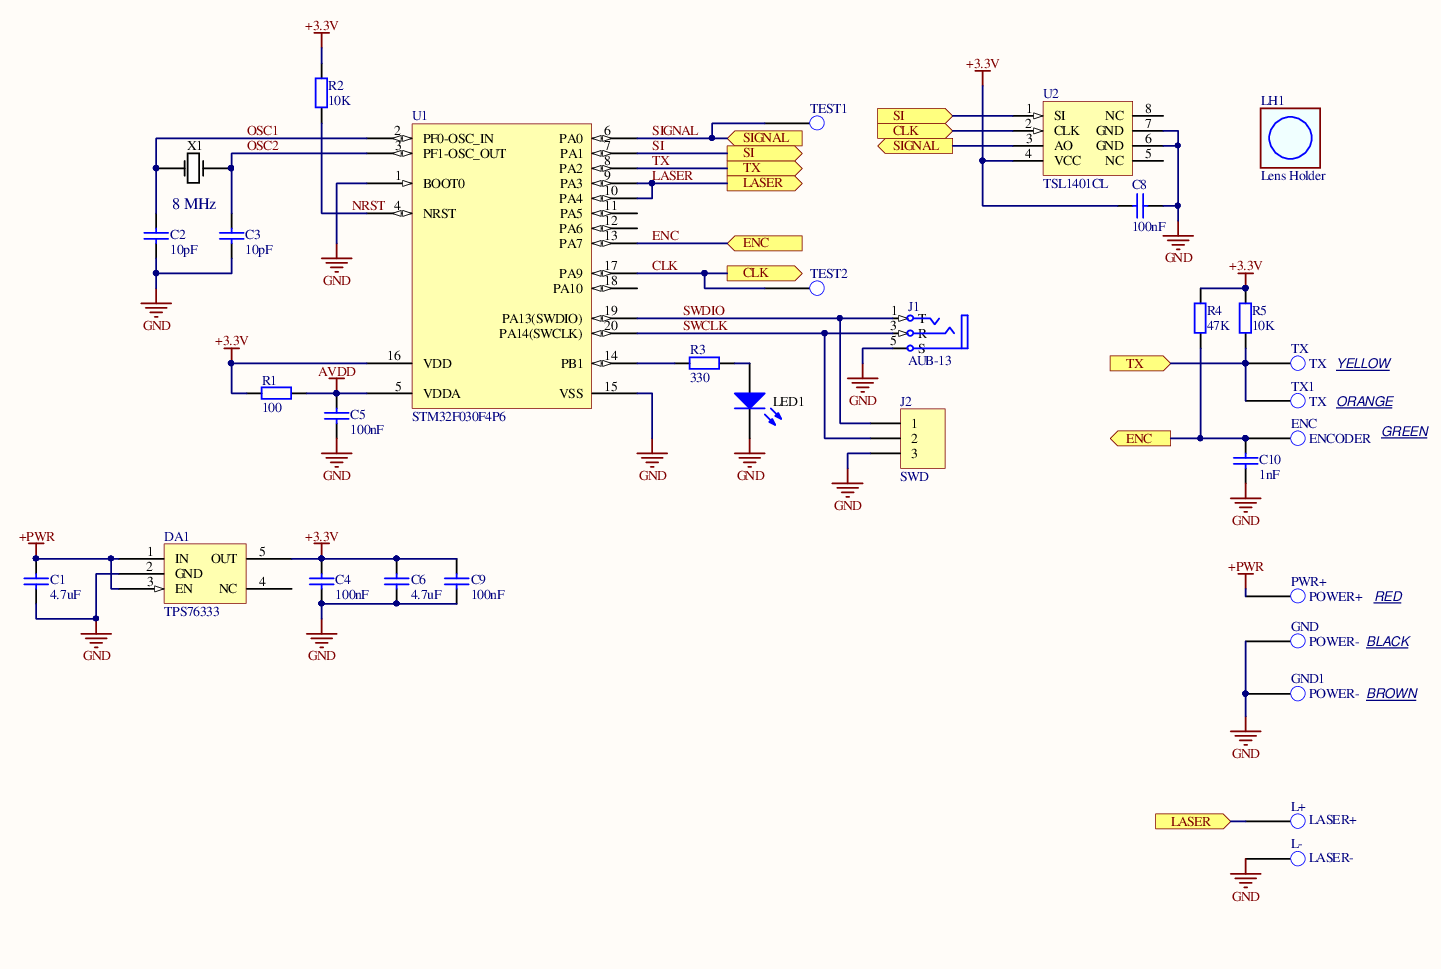 +3.3V
R2
10K
U1
OSC1
OSC2
X1
8 MHz
C2
10pF
C3
10pF
GND
NRST
GND
2 PF0-OSC_IN
3 PF1-OSC_OUT
1 BOOT0
4 NRST
16 VDD
5 VDDA
PA0 6 SIGNAL
PA1 7 SI
PA2 8 TX
PA3 9 LASER
PA4 10
PA5 11
PA6 12
PA7 13 ENC
PA9 17 CLK
PA10 18
PA13(SWDIO) 19 SWDIO
PA14(SWCLK) 20 SWCLK
PB1 14
VSS 15
STM32F030F4P6
SIGNAL
SI
TX
LASER
ENC
CLK
TEST1
TEST2
+3.3V
R1
100
AVDD
C5
100nF
GND
R3
330
LED1
GND
GND
J1
1 T
3 R
5 S
AUB-13
GND
J2
1
2
3
SWD
GND
+3.3V
U2
SI
CLK
SIGNAL
1 SI
2 CLK
3 AO
4 VCC
NC 8
GND 7
GND 6
NC 5
TSL1401CL
C8
100nF
GND
LH1
Lens Holder
+3.3V
R4
47K
R5
10K
TX
TX
TX YELLOW
TX1
TX ORANGE
ENC
ENC
ENCODER GREEN
C10
1nF
GND
+PWR
C1
4.7uF
GND
DA1
1 IN
2 GND
3 EN
OUT 5
NC 4
TPS76333
+3.3V
C4
100nF
C6
4.7uF
C9
100nF
GND
+PWR
PWR+
POWER+ RED
GND
POWER- BLACK
GND1
POWER- BROWN
GND
LASER
L+
LASER+
L-
LASER-
GND